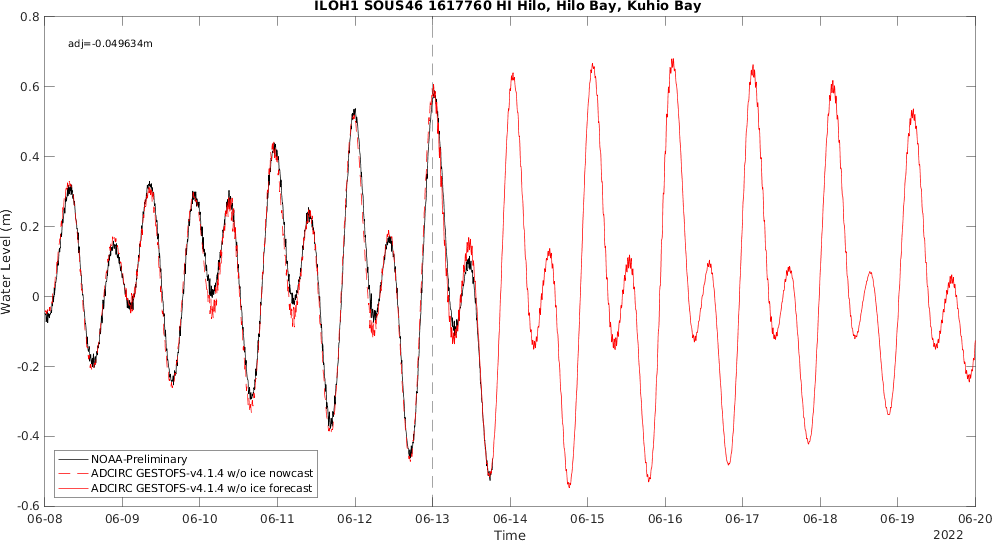 ILOH1 SOUS46 1617760 HI Hilo, Hilo Bay, Kuhio Bay
adj=-0.049634m
0.8
0.6
0.4
0.2
0
-0.2
-0.4
-0.6
Water Level (m)
NOAA-Preliminary
ADCIRC GESTOFS-v4.1.4 w/o ice nowcast
ADCIRC GESTOFS-v4.1.4 w/o ice forecast
06-08 06-09 06-10 06-11 06-12 06-13 06-14 06-15 06-16 06-17 06-18 06-19 06-20
Time
2022